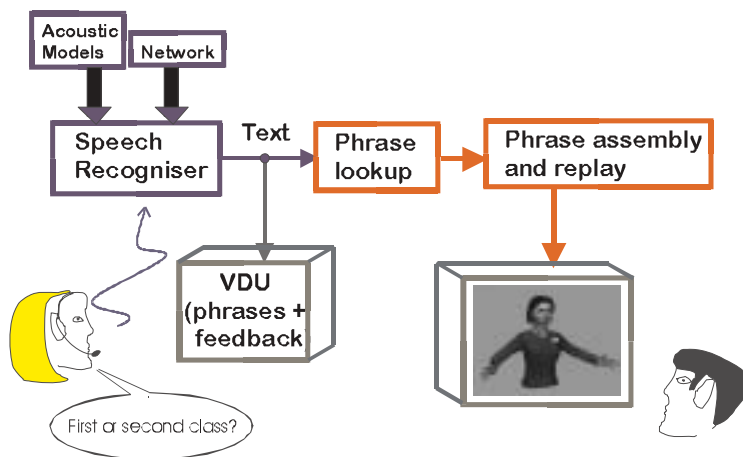 Acoustic
Models
Network
Speech
Recogniser
Text
Phrase
lookup
Phrase assembly
and replay
VDU
(phrases +
feedback
First or second class?